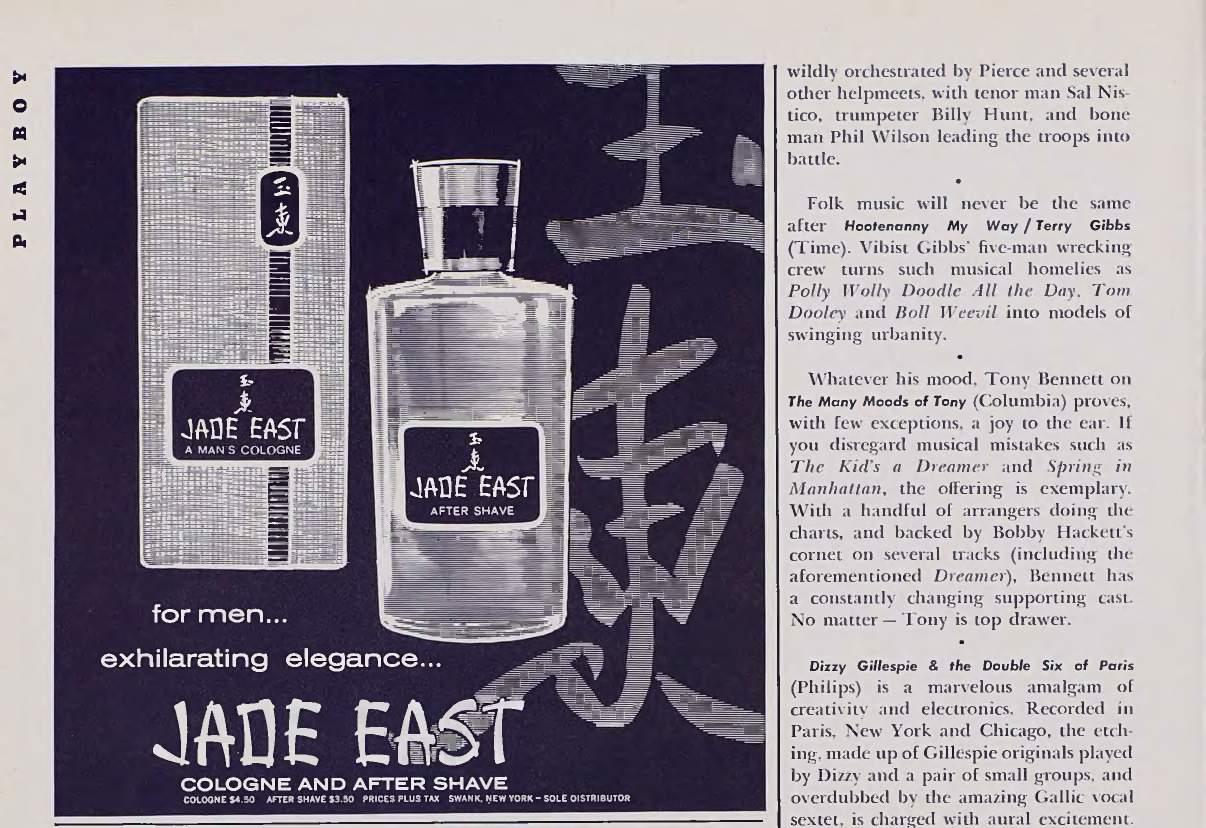 PLAYBOY
玉
東
玉
東
JADE EAST
A MAN'S COLOGNE
玉
東
JADE EAST
AFTER SHAVE
玉
東
for men...
exhilarating elegance...
JADE EAST
COLOGNE AND AFTER SHAVE
COLOGNE $4.50 AFTER SHAVE $3.50 PRICES PLUS TAX SWANK, NEW YORK – SOLE DISTRIBUTOR
wildly orchestrated by Pierce and several
other helpmeets, with tenor man Sal Nis-
tico, trumpeter Billy Hunt, and bone
man Phil Wilson leading the troops into
battle.
•
Folk music will never be the same
after Hootenanny My Way / Terry Gibbs
(Time). Vibist Gibbs' five-man wrecking
crew turns such musical homelies as
Polly Wolly Doodle All the Day, Tom
Dooley and Boll Weevil into models of
swinging urbanity.
•
Whatever his mood, Tony Bennett on
The Many Moods of Tony (Columbia) proves,
with few exceptions, a joy to the ear. If
you disregard musical mistakes such as
The Kid's a Dreamer and Spring in
Manhattan, the offering is exemplary.
With a handful of arrangers doing the
charts, and backed by Bobby Hackett's
cornet on several tracks (including the
aforementioned Dreamer), Bennett has
a constantly changing supporting cast.
No matter — Tony is top drawer.
•
Dizzy Gillespie & the Double Six of Paris
(Philips) is a marvelous amalgam of
creativity and electronics. Recorded in
Paris, New York and Chicago, the etch-
ing, made up of Gillespie originals played
by Dizzy and a pair of small groups, and
overdubbed by the amazing Gallic vocal
sextet, is charged with aural excitement.